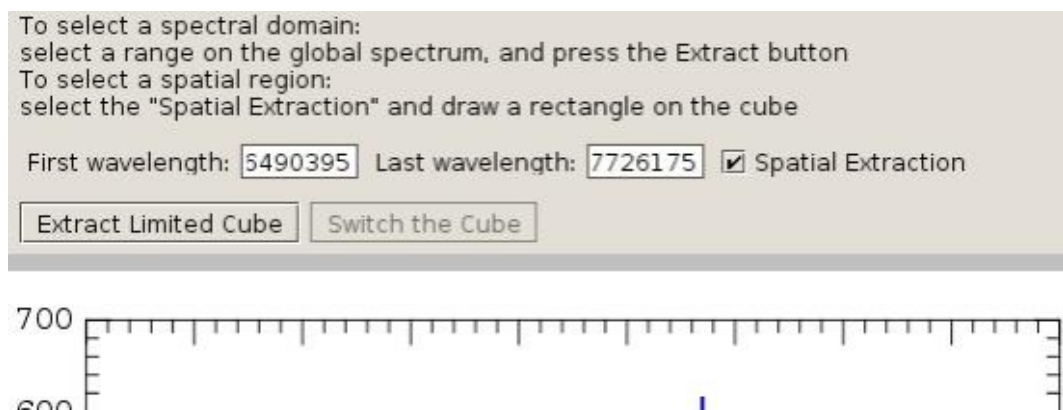 To select a spectral domain:
select a range on the global spectrum, and press the Extract button
To select a spatial region:
select the "Spatial Extraction" and draw a rectangle on the cube
First wavelength: 6490395 Last wavelength: 7726175 Spatial Extraction
Extract Limited Cube Switch the Cube
700
600